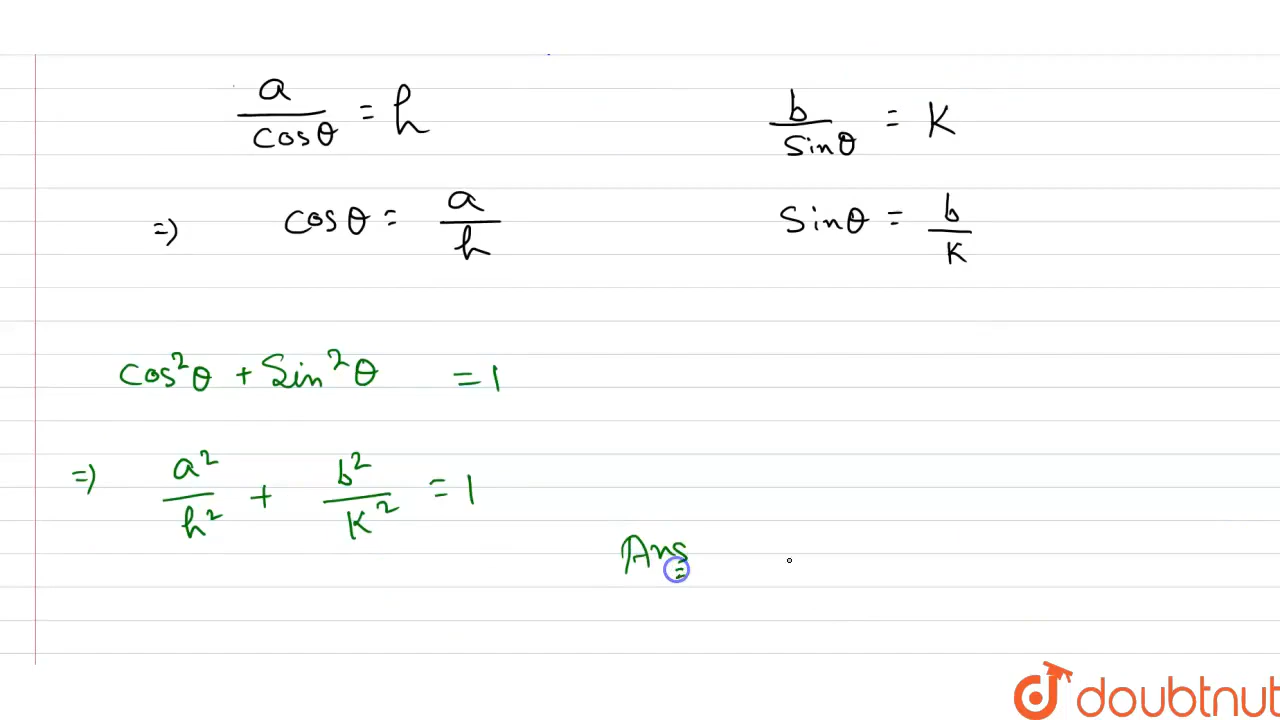 a/cosθ = h    b/sinθ = K
=) cosθ = a/h    sinθ = b/K
cos²θ + Sin²θ = 1
=) a²/h² + b²/K² = 1
Ans
doubtnut